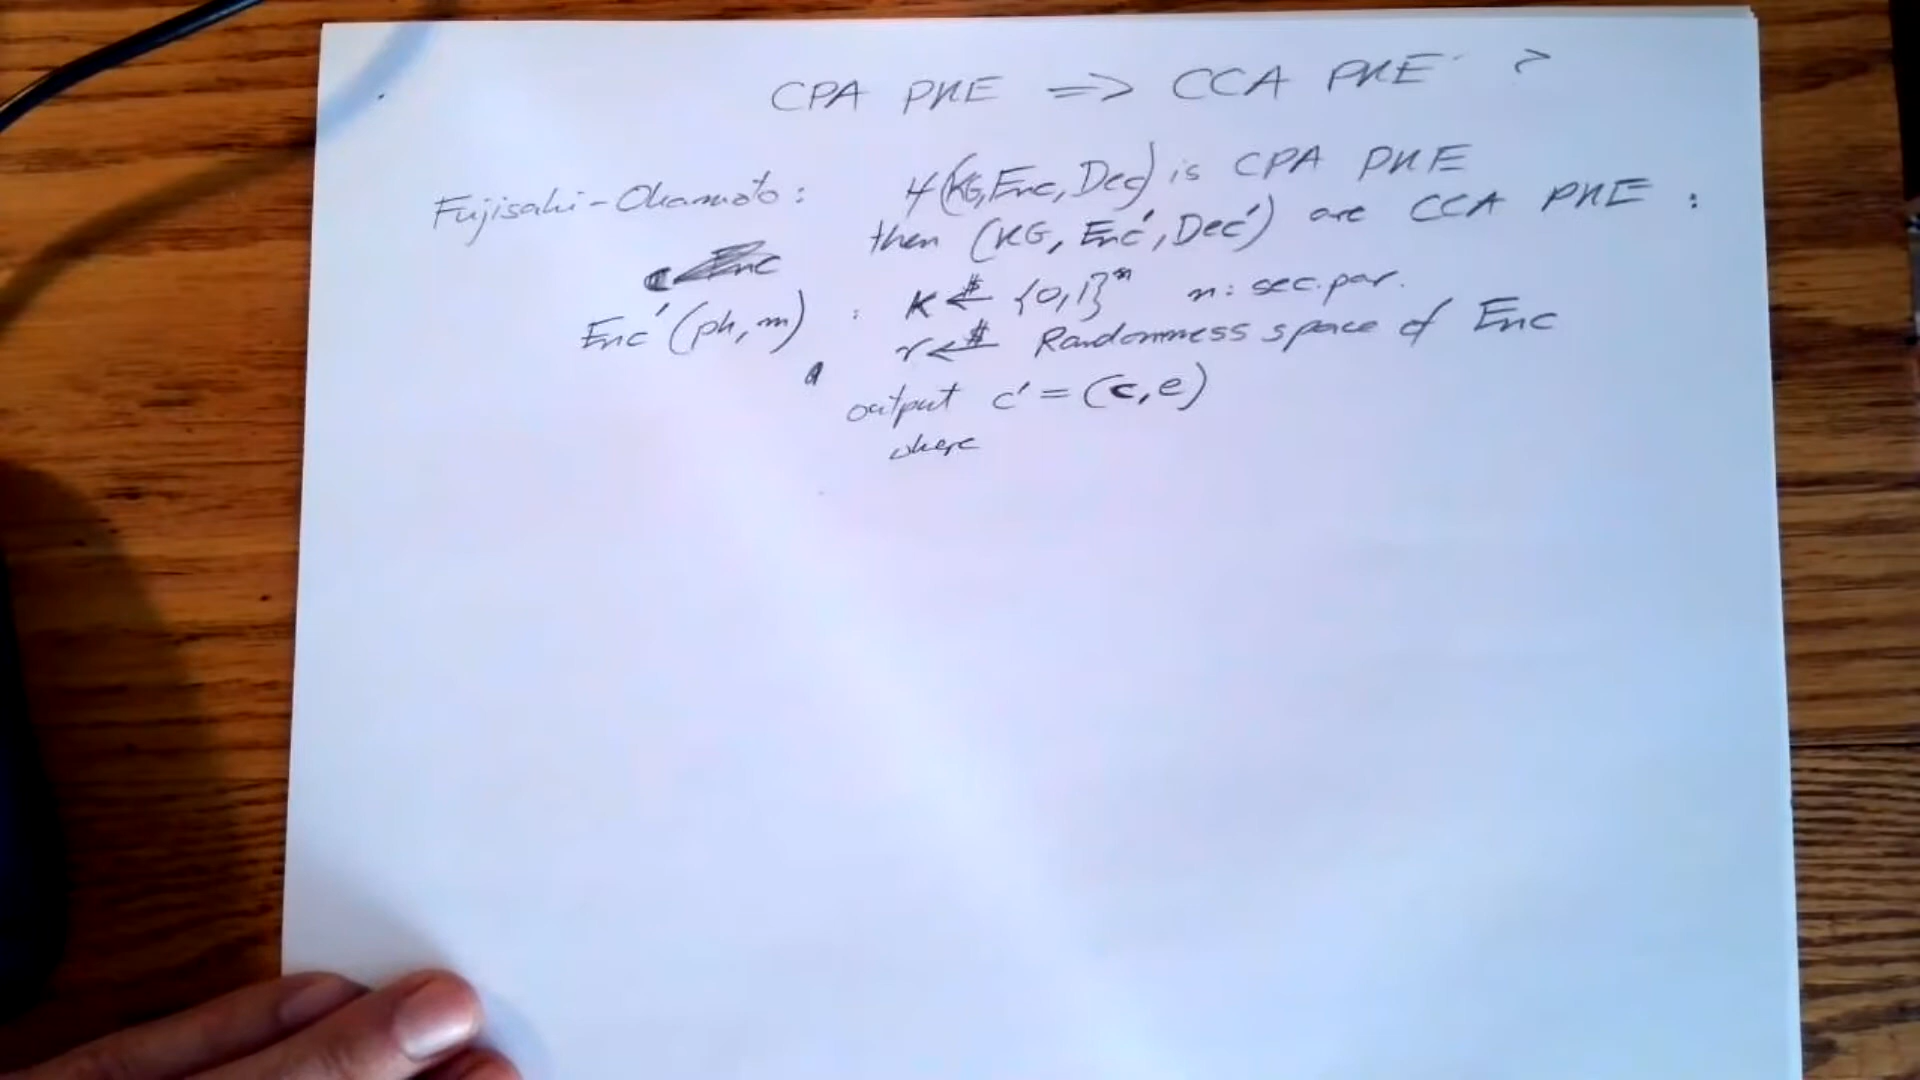 CPA PKE => CCA PKE ?
Fujisaki-Okamoto: If (KG, Enc, Dec) is CPA PKE
then (KG, Enc', Dec') are CCA PKE :
Enc
Enc'(pk, m) : K <-$ {0,1}^n n: sec.par.
r <-$ Randomness space of Enc
output c' = (c, e)
where